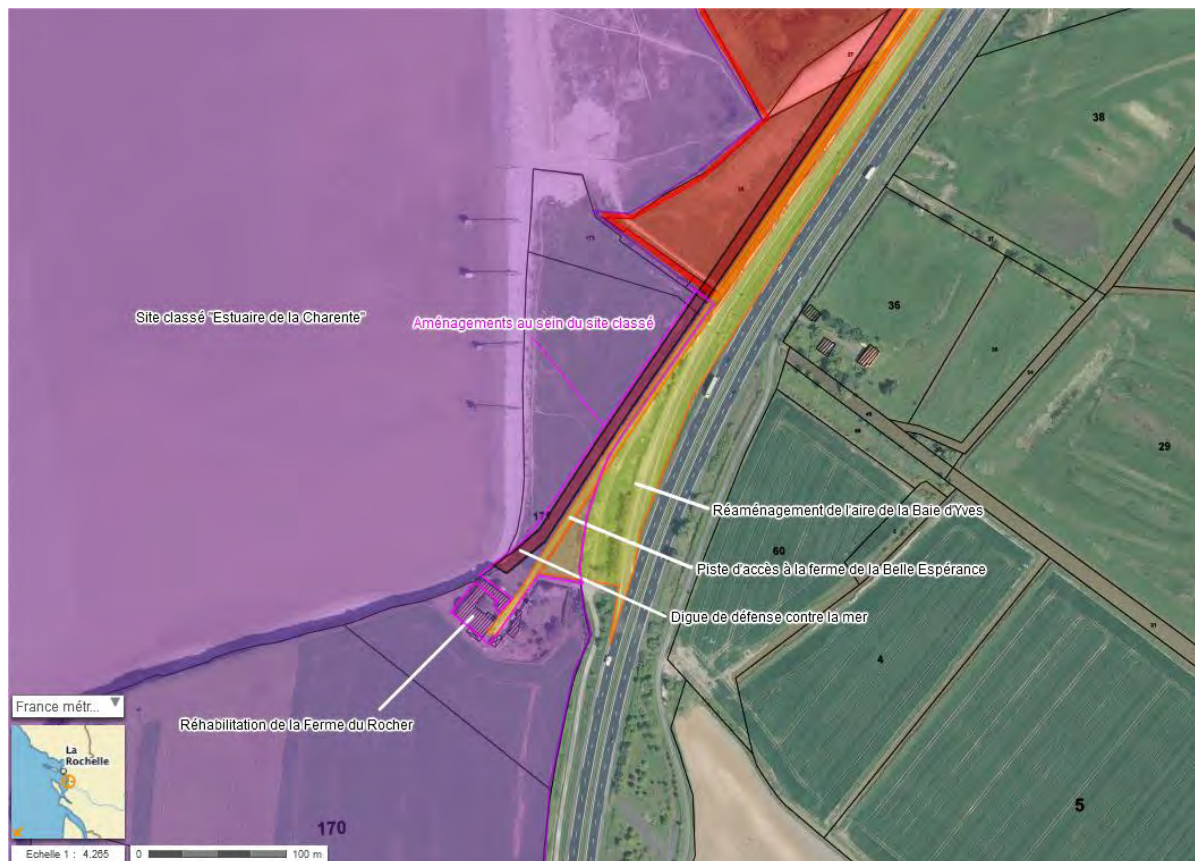 38
36
29
Site classé "Estuaire de la Charente"
Aménagements au sein du site classé
Réaménagement de l'aire de la Baie d'Yves
60
Piste d'accès à la ferme de la Belle Espérance
Digue de défense contre la mer
4
Réhabilitation de la Ferme du Rocher
France métr...
La
Rochelle
170
5
Echelle 1 : 4,265
0
100 m